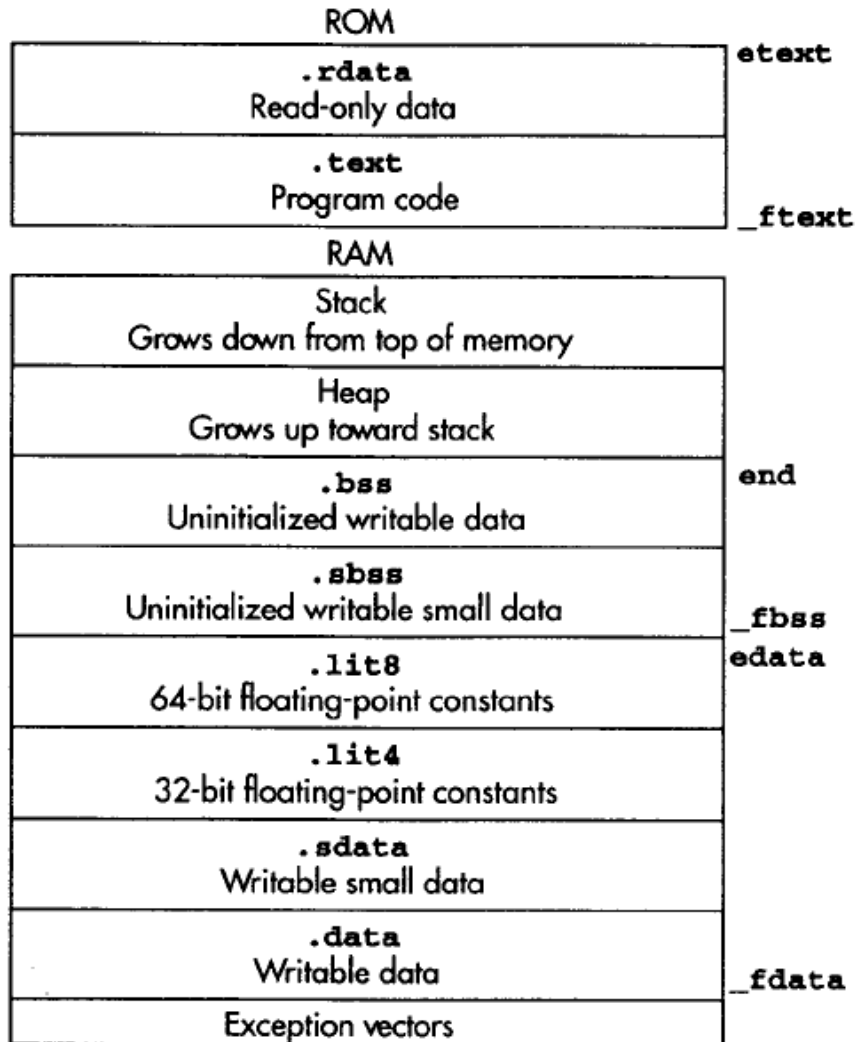 ROM
etext
.rdata
Read-only data
.text
Program code
_ftext
RAM
Stack
Grows down from top of memory
Heap
Grows up toward stack
end
.bss
Uninitialized writable data
.sbss
Uninitialized writable small data
_fbss
edata
.lit8
64-bit floating-point constants
.lit4
32-bit floating-point constants
.sdata
Writable small data
.data
Writable data
_fdata
Exception vectors